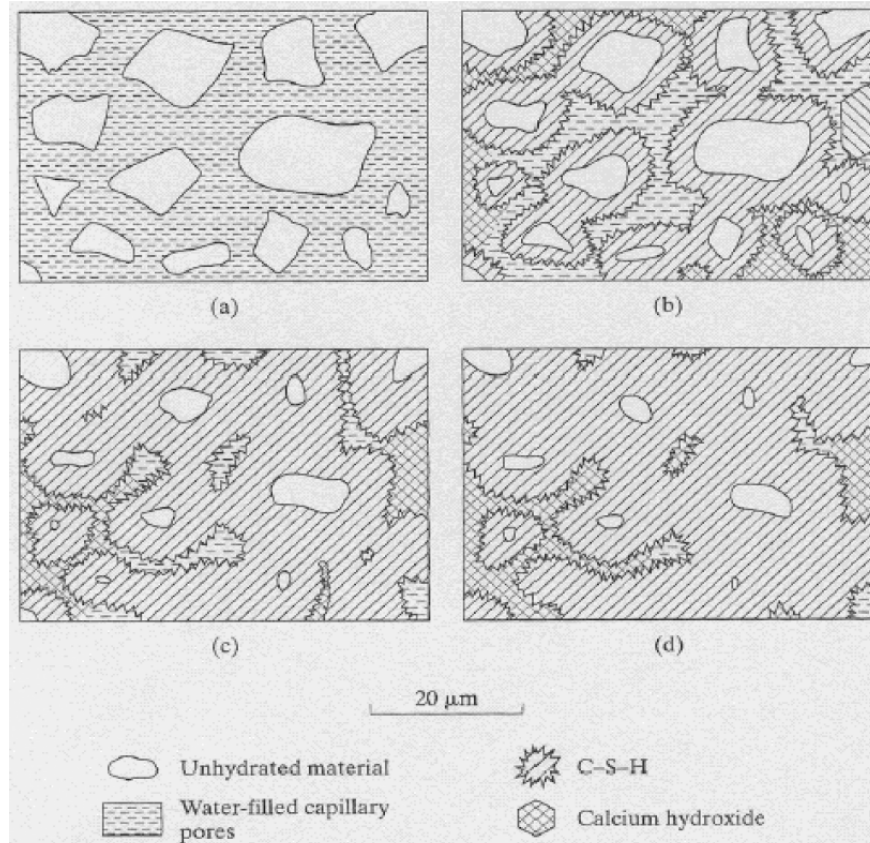 (a)
(b)
(c)
(d)
20 μm
Unhydrated material
C–S–H
Water-filled capillary
pores
Calcium hydroxide